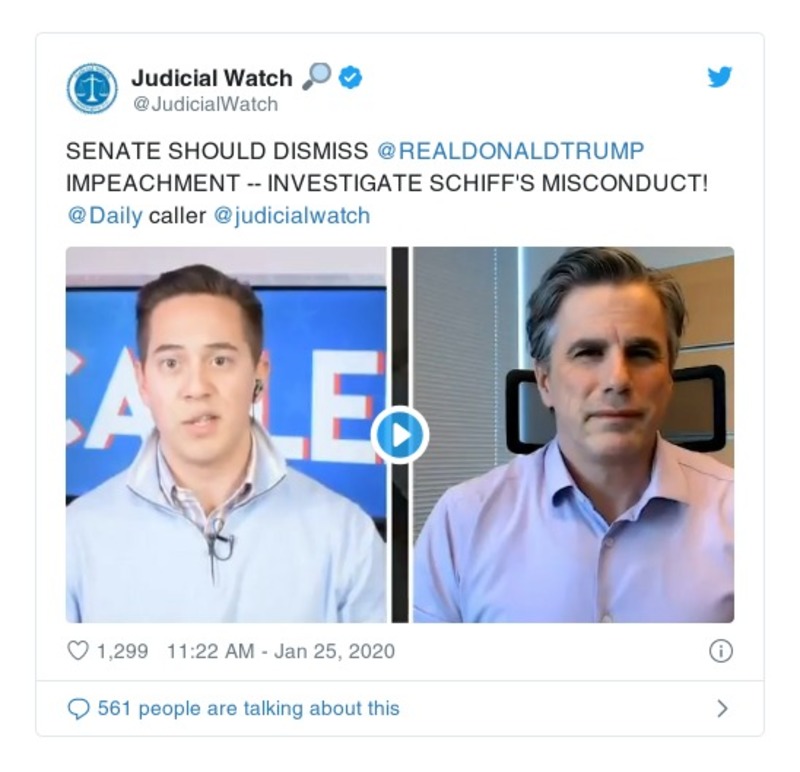 Judicial Watch
@JudicialWatch
SENATE SHOULD DISMISS @REALDONALDTRUMP
IMPEACHMENT -- INVESTIGATE SCHIFF'S MISCONDUCT!
@Daily caller @judicialwatch
1,299 11:22 AM - Jan 25, 2020
561 people are talking about this